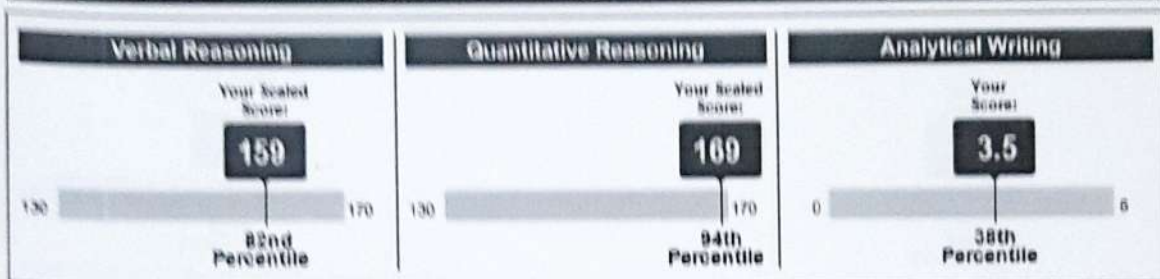 Verbal Reasoning
Your Scaled
Score:
159
130
170
82nd
Percentile
Quantitative Reasoning
Your Scaled
Score:
169
130
170
94th
Percentile
Analytical Writing
Your
Score:
3.5
0
6
38th
Percentile